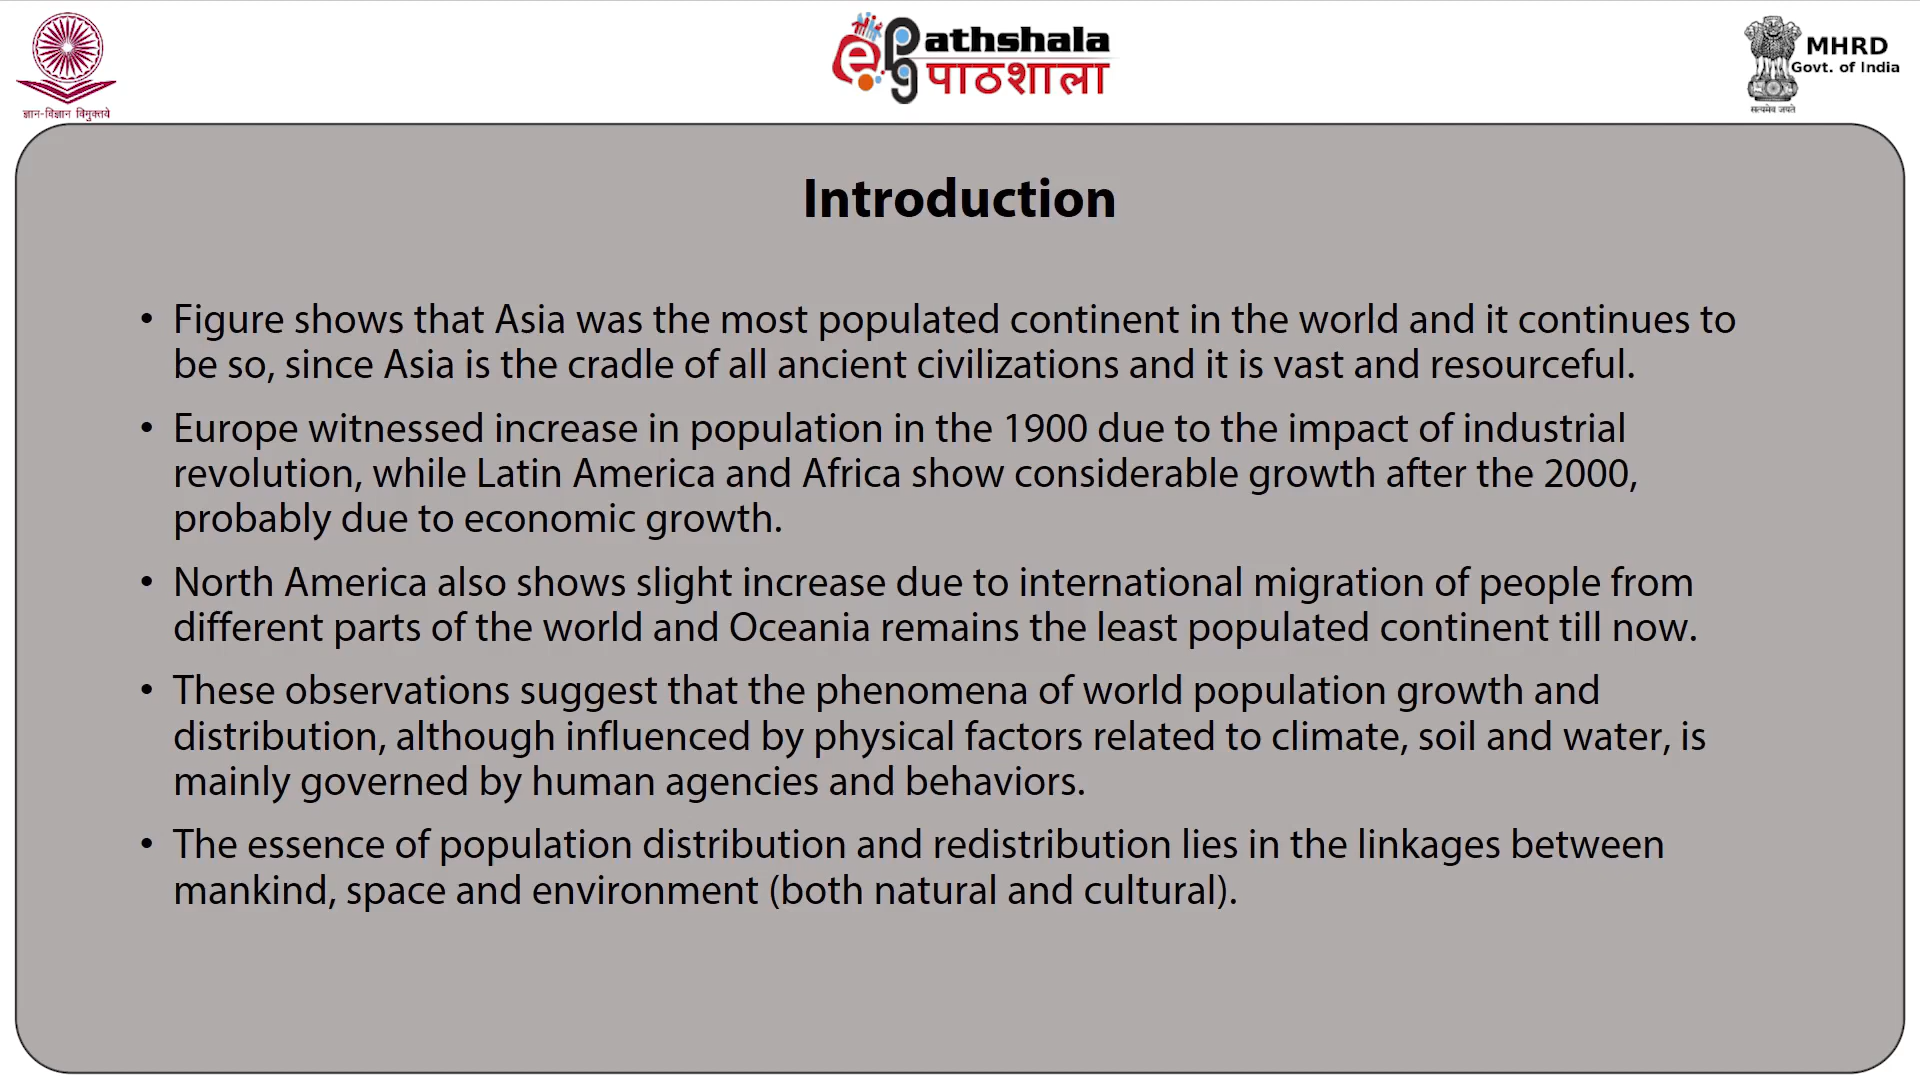 ज्ञान-विज्ञान विमुक्तये
ePG Pathshala
पाठशाला
MHRD
Govt. of India
सत्यमेव जयते
Introduction
• Figure shows that Asia was the most populated continent in the world and it continues to
be so, since Asia is the cradle of all ancient civilizations and it is vast and resourceful.
• Europe witnessed increase in population in the 1900 due to the impact of industrial
revolution, while Latin America and Africa show considerable growth after the 2000,
probably due to economic growth.
• North America also shows slight increase due to international migration of people from
different parts of the world and Oceania remains the least populated continent till now.
• These observations suggest that the phenomena of world population growth and
distribution, although influenced by physical factors related to climate, soil and water, is
mainly governed by human agencies and behaviors.
• The essence of population distribution and redistribution lies in the linkages between
mankind, space and environment (both natural and cultural).